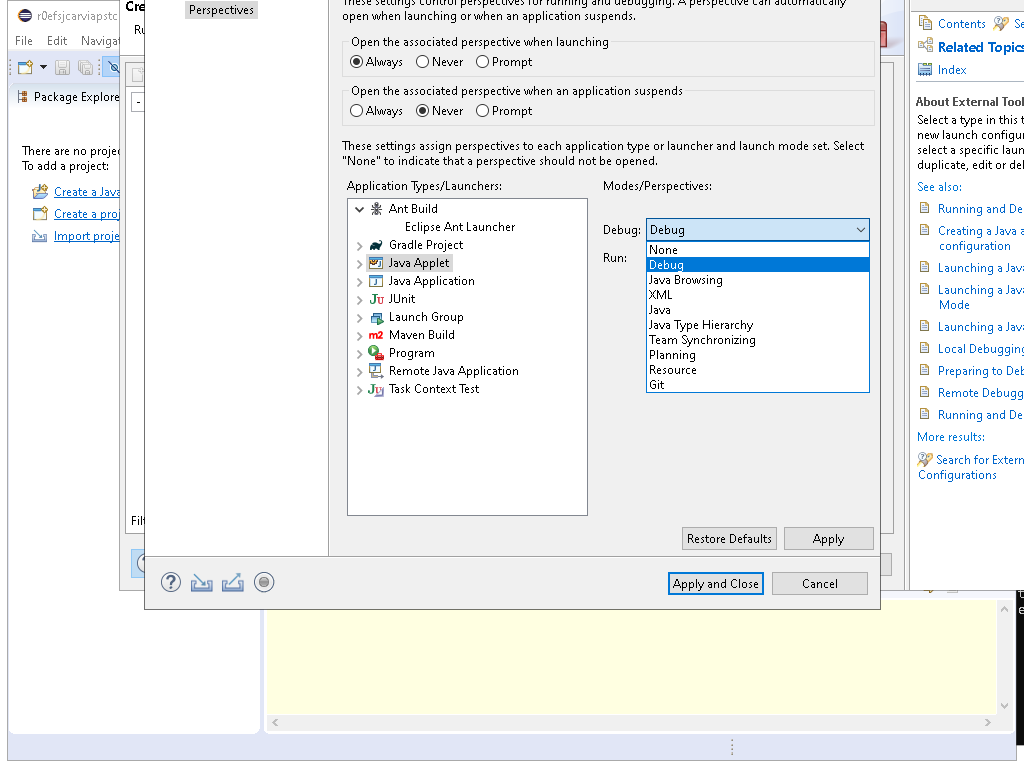 r0efsjcarviapstc
File Edit Navigat
Package Explore
There are no projec
To add a project:
Create a Java
Create a proj
Import proje
Cre
Ru
-
Filt
Perspectives
These settings control perspectives for running and debugging. A perspective can automatically
open when launching or when an application suspends.
Open the associated perspective when launching
Always Never Prompt
Open the associated perspective when an application suspends
Always Never Prompt
These settings assign perspectives to each application type or launcher and launch mode set. Select
"None" to indicate that a perspective should not be opened.
Application Types/Launchers:
Ant Build
Eclipse Ant Launcher
Gradle Project
Java Applet
Java Application
JUnit
Launch Group
Maven Build
Program
Remote Java Application
Task Context Test
Modes/Perspectives:
Debug: Debug
Run:
None
Debug
Java Browsing
XML
Java
Java Type Hierarchy
Team Synchronizing
Planning
Resource
Git
Restore Defaults Apply
Apply and Close Cancel
Contents Se
Related Topics
Index
About External Tool
Select a type in this t
new launch configur
select a specific laun
duplicate, edit or del
See also:
Running and De
Creating a Java a
configuration
Launching a Java
Launching a Java
Mode
Launching a Java
Local Debugging
Preparing to Deb
Remote Debugg
Running and De
More results:
Search for Extern
Configurations